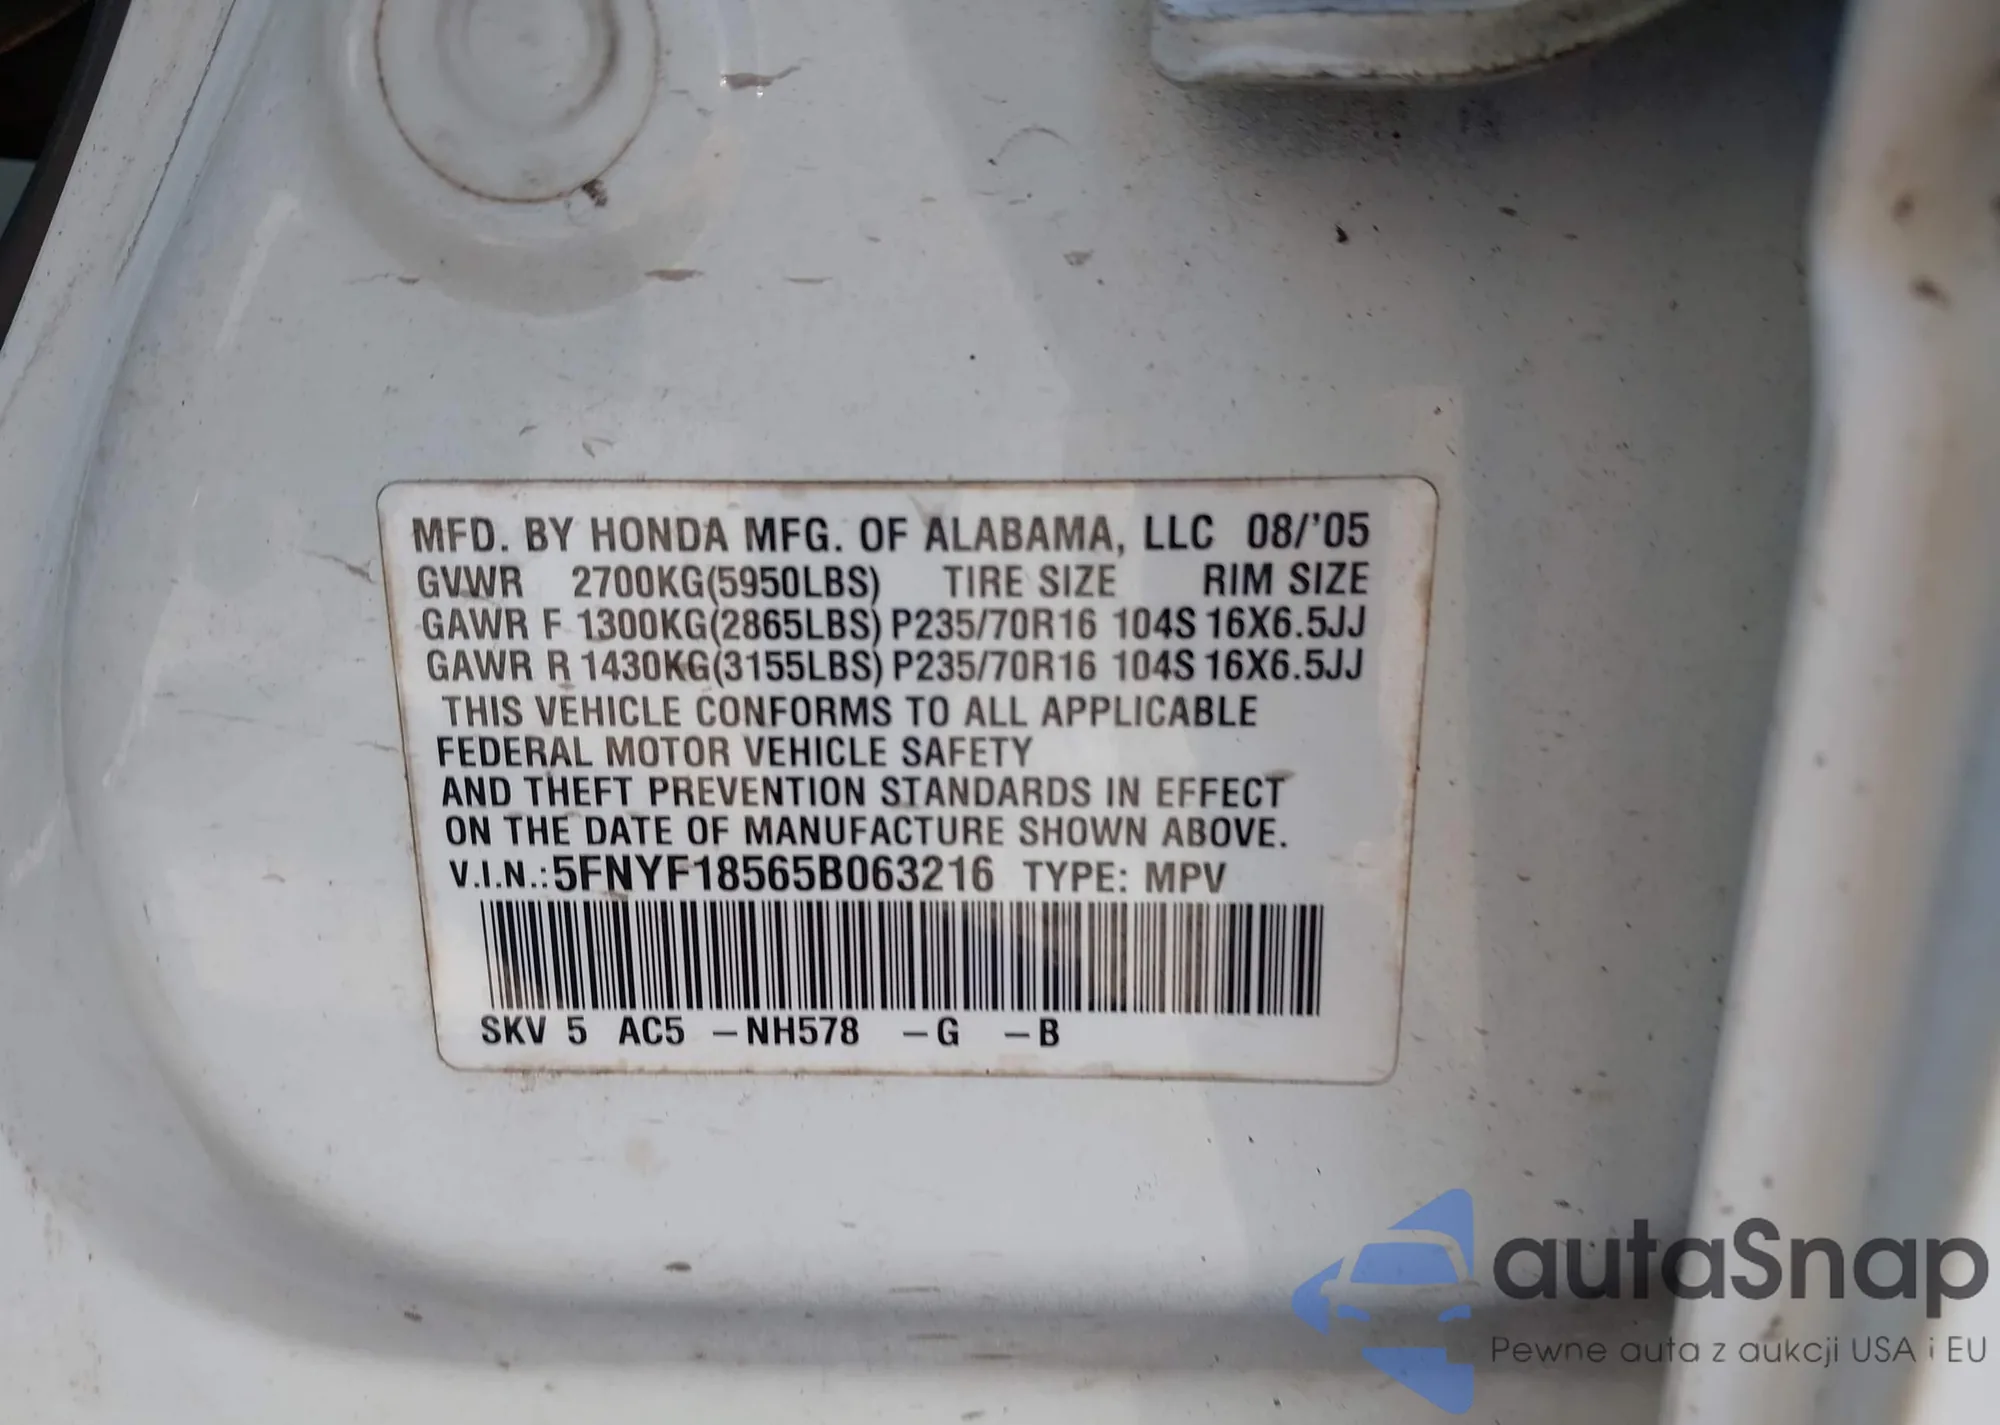 MFD. BY HONDA MFG. OF ALABAMA, LLC 08/'05
GVWR 2700KG(5950LBS) TIRE SIZE RIM SIZE
GAWR F 1300KG(2865LBS) P235/70R16 104S 16X6.5JJ
GAWR R 1430KG(3155LBS) P235/70R16 104S 16X6.5JJ
THIS VEHICLE CONFORMS TO ALL APPLICABLE
FEDERAL MOTOR VEHICLE SAFETY
AND THEFT PREVENTION STANDARDS IN EFFECT
ON THE DATE OF MANUFACTURE SHOWN ABOVE.
V.I.N.:5FNYF18565B063216 TYPE: MPV
SKV 5 AC5 –NH578 –G –B
autaSnap
Pewne auta z aukcji USA i EU